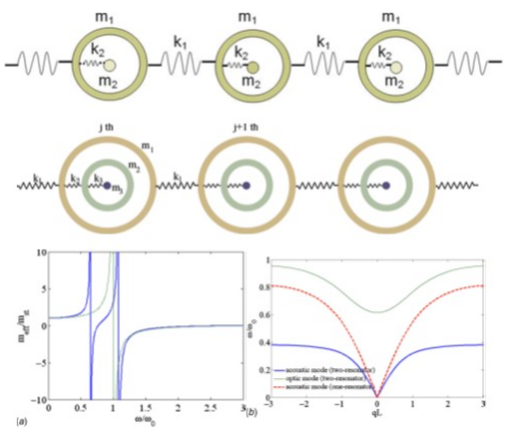 m1 m1 m1
k1 k1
k2 k2 k2
m2 m2 m2
j th j+1 th
m1
m2
k1 k2 k3 k1
m3
10
5
0
-5
-10
0 0.5 1 1.5 2 2.5 3
meff/mst
ω/ω0
(a)
1
0.8
0.6
0.4
0.2
0
-3 -2 -1 0 1 2 3
ω/ω0
acoustic mode (two-resonator)
optic mode (two-resonator)
acoustic mode (one-resonator)
qL
(b)